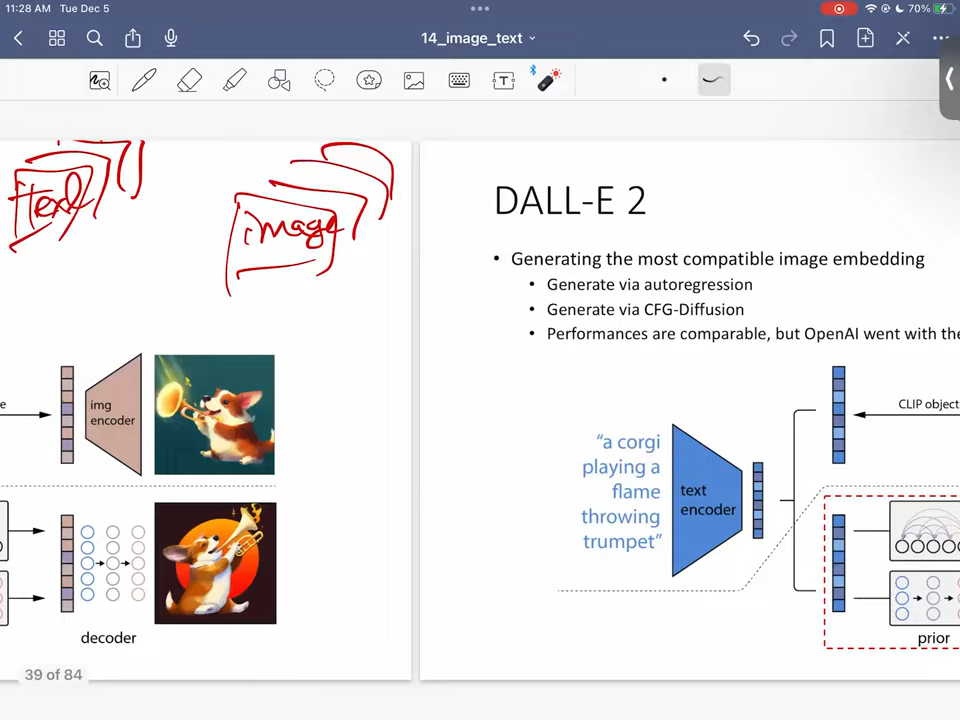 11:28 AM Tue Dec 5
70%
14_image_text
text
image
img
encoder
decoder
39 of 84
DALL-E 2
• Generating the most compatible image embedding
• Generate via autoregression
• Generate via CFG-Diffusion
• Performances are comparable, but OpenAI went with the
"a corgi
playing a
flame
throwing
trumpet"
text
encoder
CLIP
prior